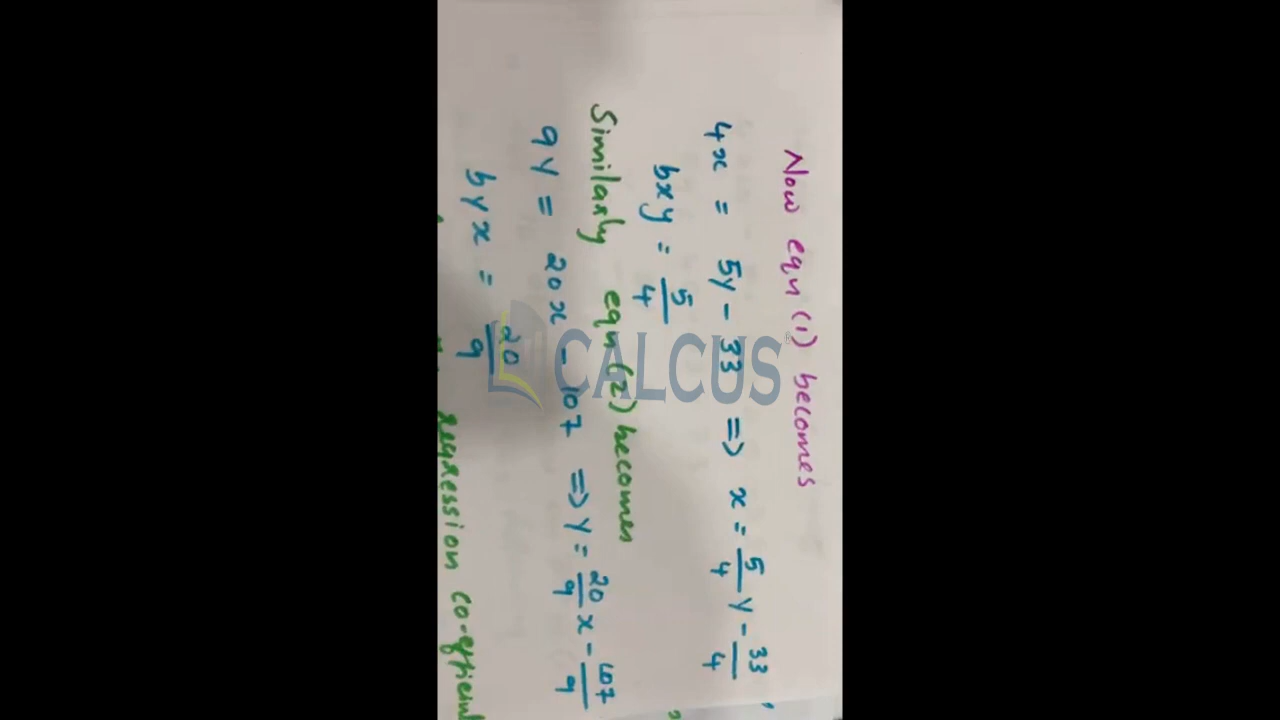 Now eqn (1) becomes
4x = 5y - 33 => x = 5/4 y - 33/4 ,
bxy = 5/4
Similarly eqn (2) becomes
9y = 20x - 107 => y = 20/9 x - 107/9
byx = 20/9
regression co-efficient
CALCUS®